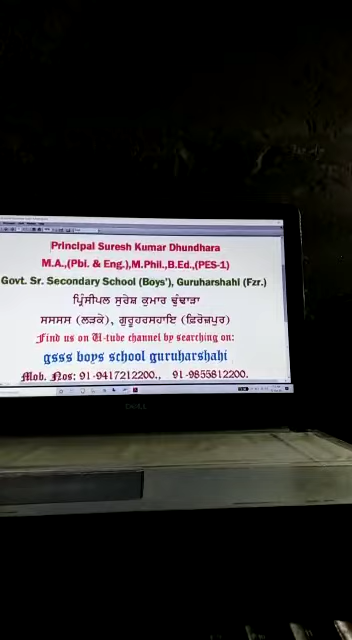 Principal Suresh Kumar Dhundhara
M.A.,(Pbi. & Eng.),M.Phil.,B.Ed.,(PES-1)
Govt. Sr. Secondary School (Boys'), Guruharshahi (Fzr.)
ਪ੍ਰਿੰਸੀਪਲ ਸੁਰੇਸ਼ ਕੁਮਾਰ ਢੁੰਢਾੜਾ
ਸਸਸਸ (ਲੜਕੇ), ਗੁਰੂਹਰਸਹਾਇ (ਫ਼ਿਰੋਜ਼ਪੁਰ)
Find us on U-tube channel by searching on:
gsss boys school guruharshahi
Mob. Nos: 91-9417212200., 91-9855812200.
DELL